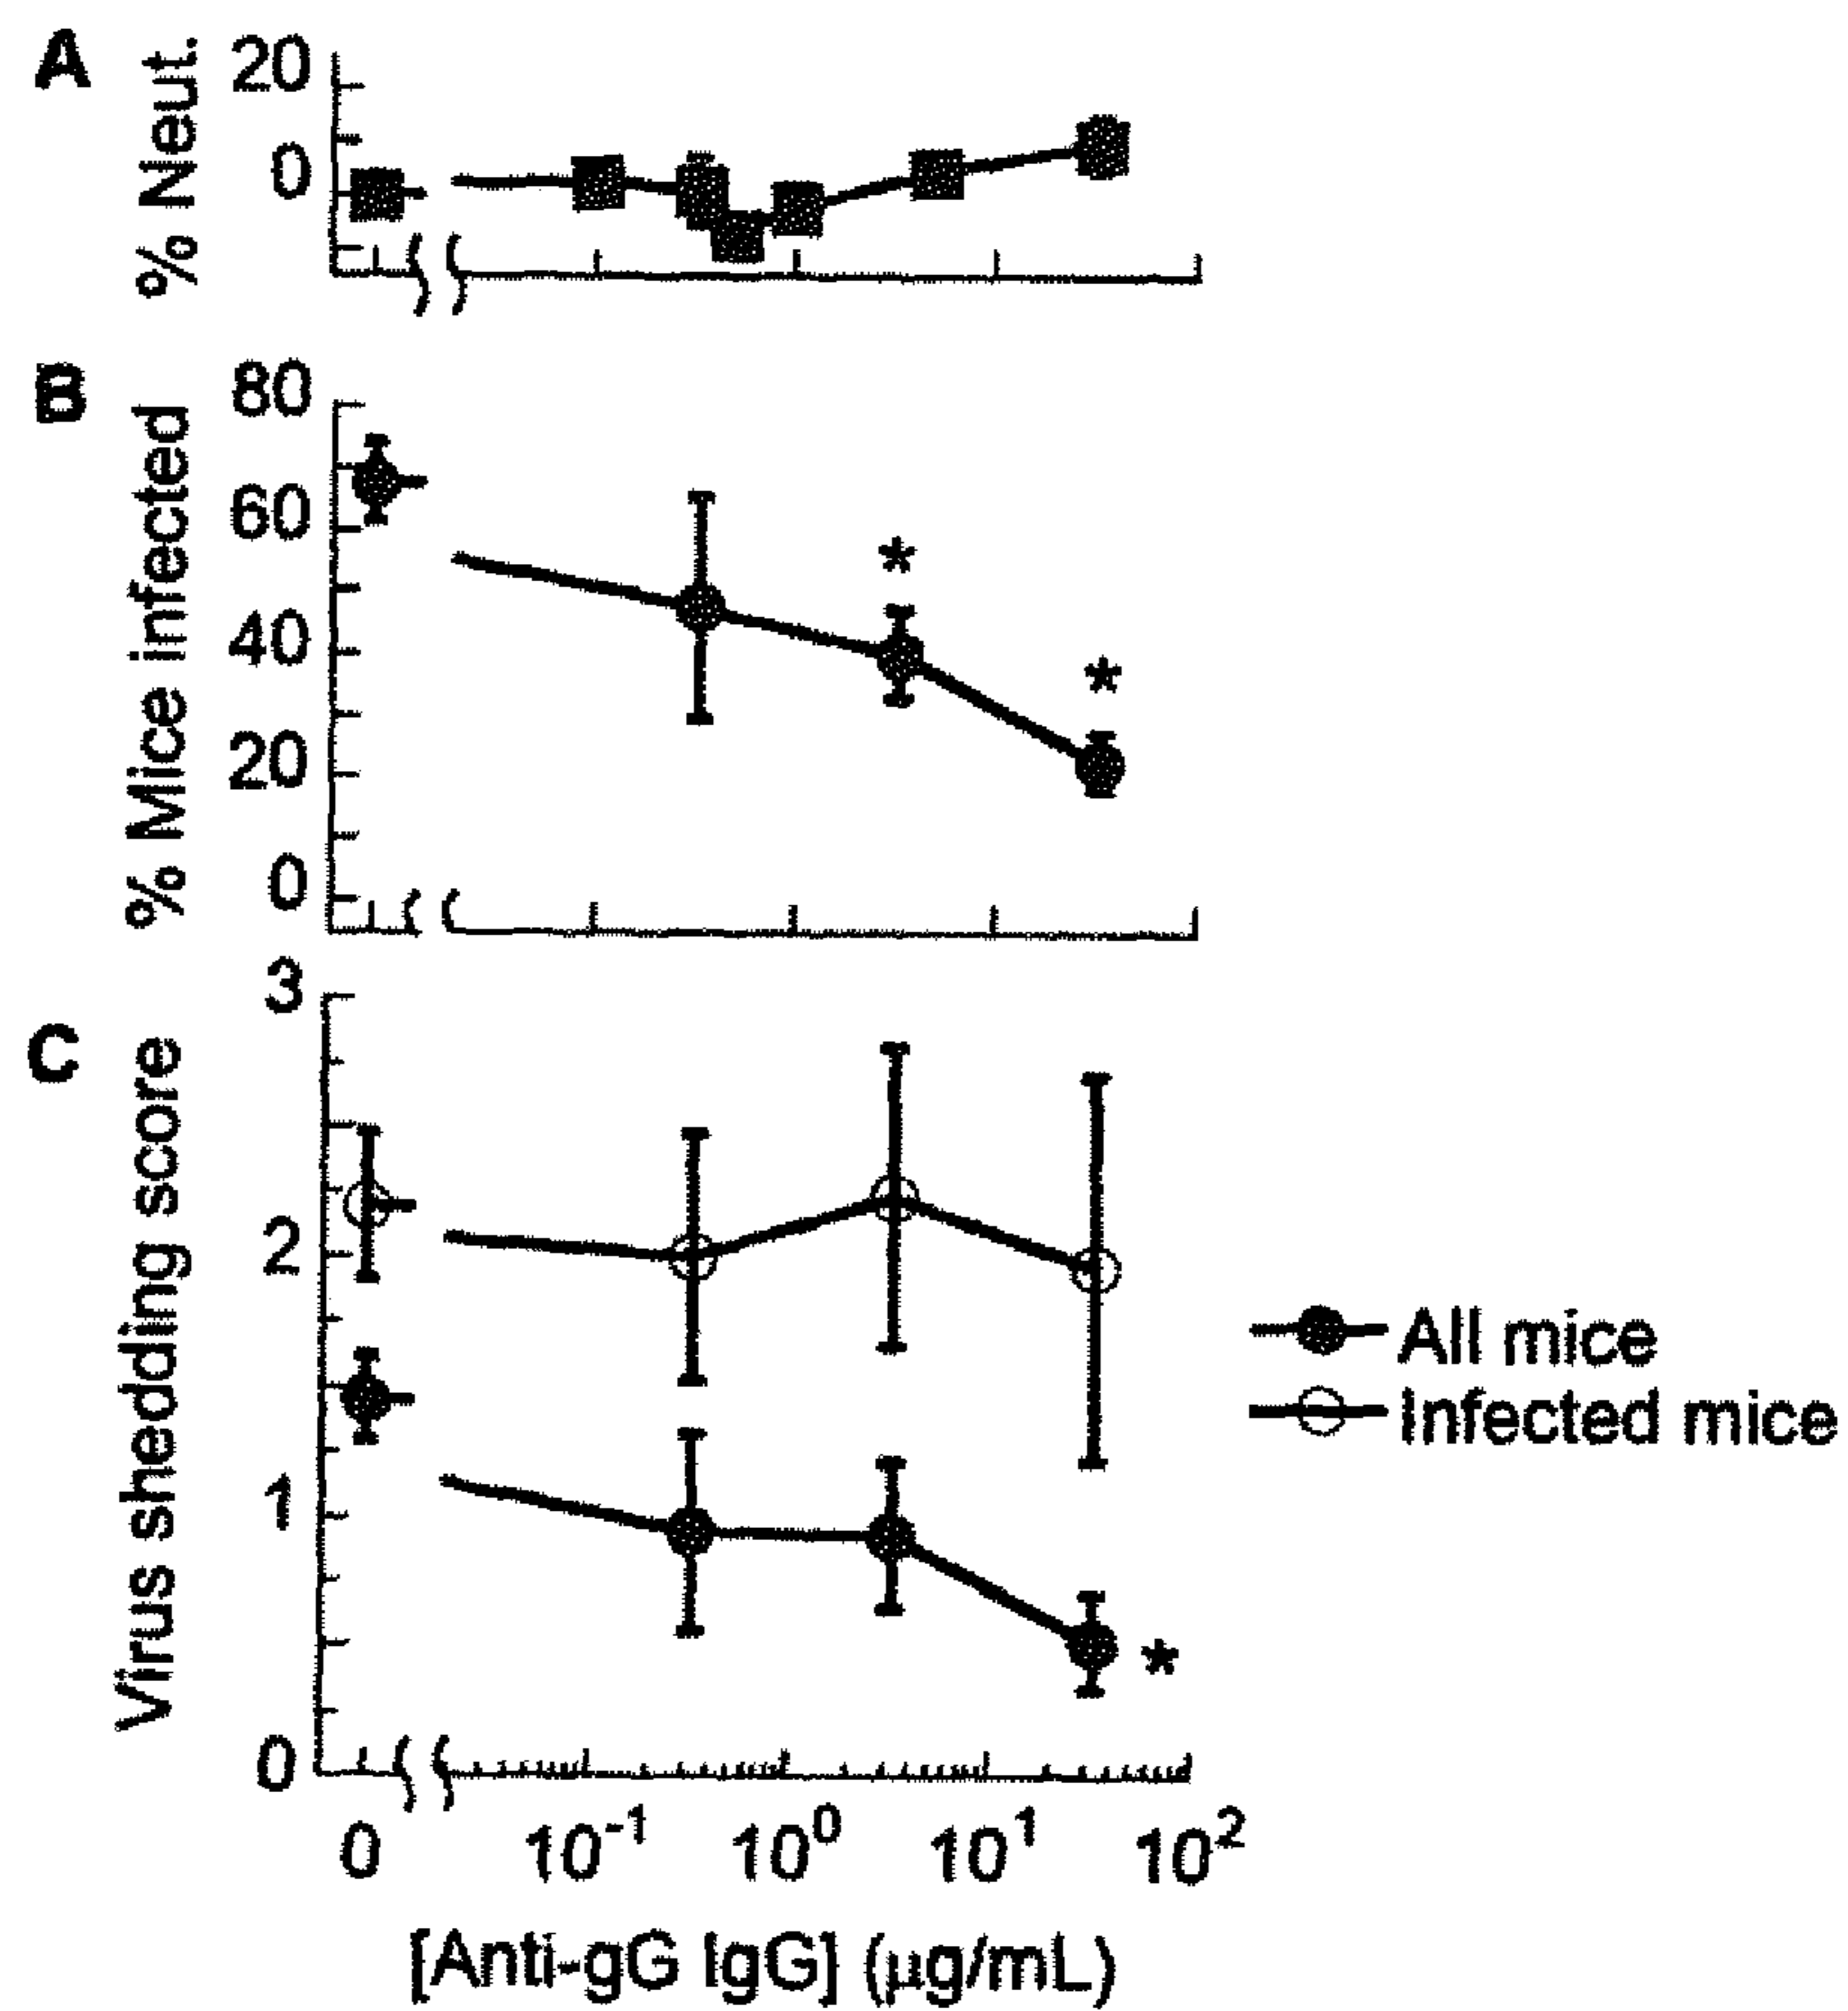 A
% Neut.
20
0
B
% Mice infected
80
60
40
*
*
20
0
C
Virus shedding score
3
2
1
0
*
All mice
Infected mice
0 10⁻¹ 10⁰ 10¹ 10²
[Anti-gG IgG] (µg/mL)